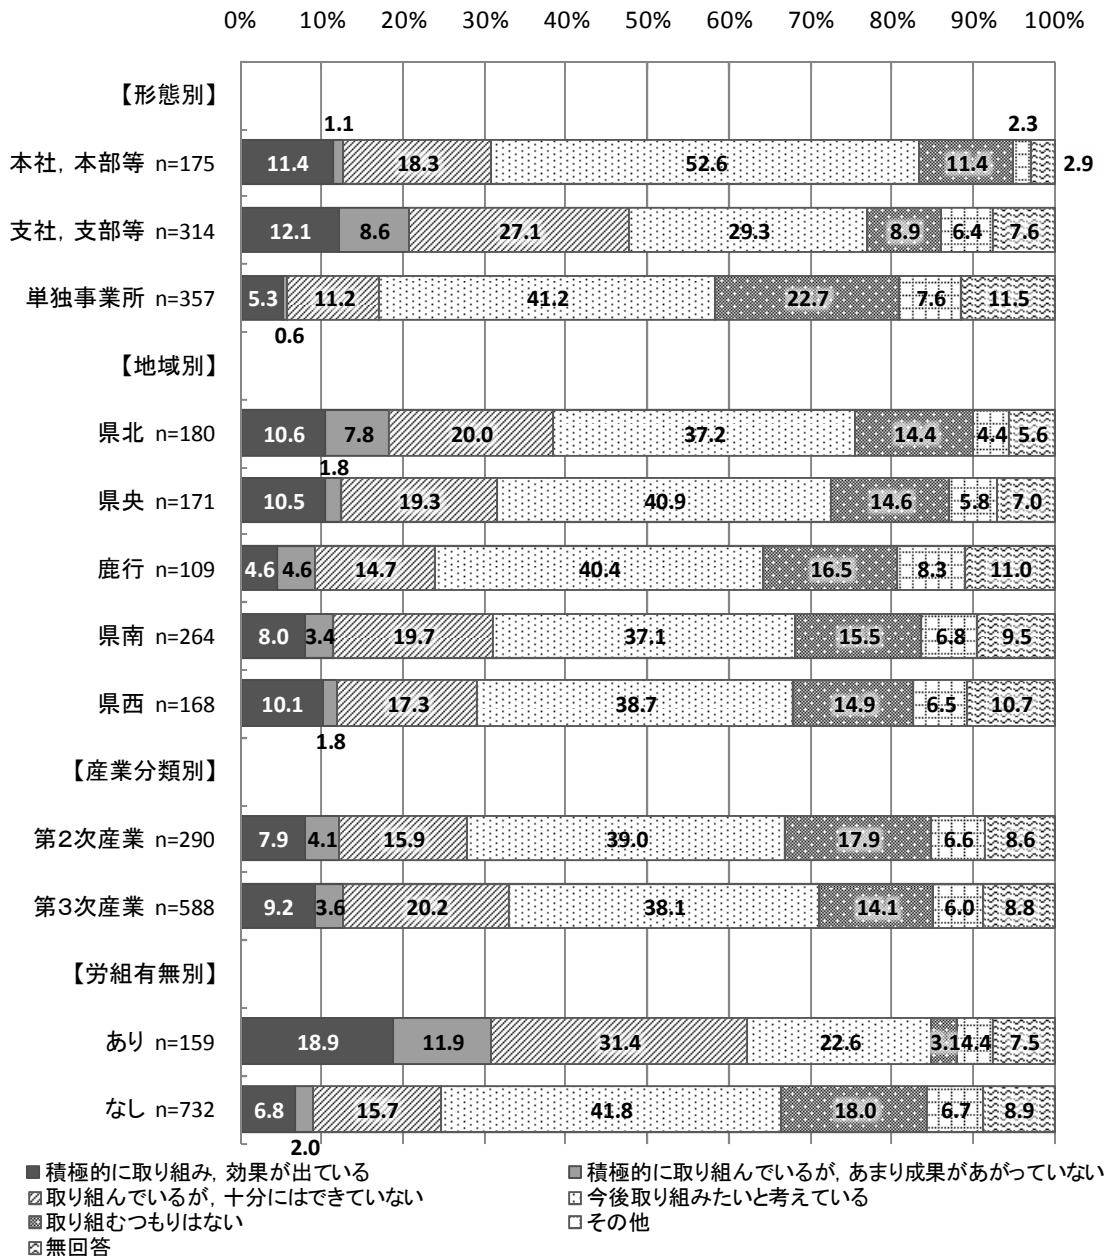 0% 10% 20% 30% 40% 50% 60% 70% 80% 90% 100%
【形態別】
1.1 2.3
本社，本部等 n=175 11.4 18.3 52.6 11.4 2.9
支社，支部等 n=314 12.1 8.6 27.1 29.3 8.9 6.4 7.6
単独事業所 n=357 5.3 11.2 41.2 22.7 7.6 11.5
0.6
【地域別】
県北 n=180 10.6 7.8 20.0 37.2 14.4 4.4 5.6
1.8
県央 n=171 10.5 19.3 40.9 14.6 5.8 7.0
鹿行 n=109 4.6 4.6 14.7 40.4 16.5 8.3 11.0
県南 n=264 8.0 3.4 19.7 37.1 15.5 6.8 9.5
県西 n=168 10.1 17.3 38.7 14.9 6.5 10.7
1.8
【産業分類別】
第２次産業 n=290 7.9 4.1 15.9 39.0 17.9 6.6 8.6
第３次産業 n=588 9.2 3.6 20.2 38.1 14.1 6.0 8.8
【労組有無別】
あり n=159 18.9 11.9 31.4 22.6 3.1 4.4 7.5
なし n=732 6.8 15.7 41.8 18.0 6.7 8.9
2.0
積極的に取り組み，効果が出ている 積極的に取り組んでいるが，あまり成果があがっていない
取り組んでいるが，十分にはできていない 今後取り組みたいと考えている
取り組むつもりはない その他
無回答